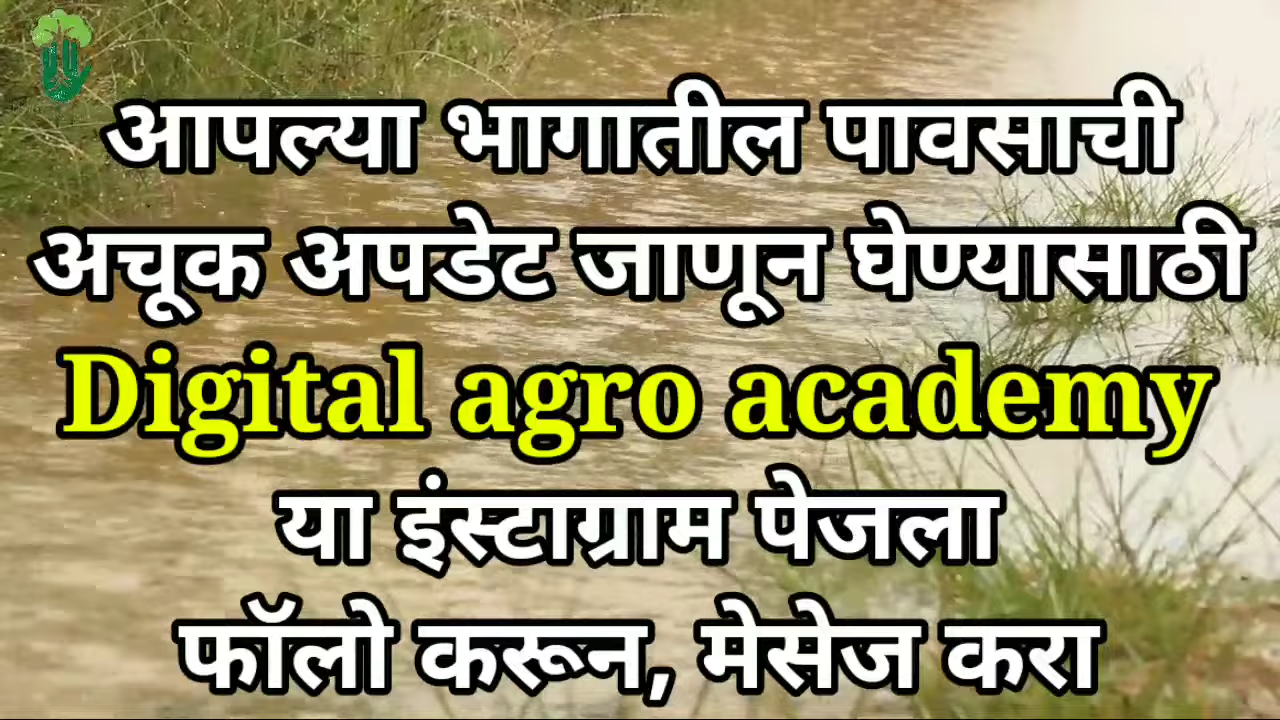 आपल्या भागातील पावसाची
अचूक अपडेट जाणून घेण्यासाठी
Digital agro academy
या इंस्टाग्राम पेजला
फॉलो करून, मेसेज करा